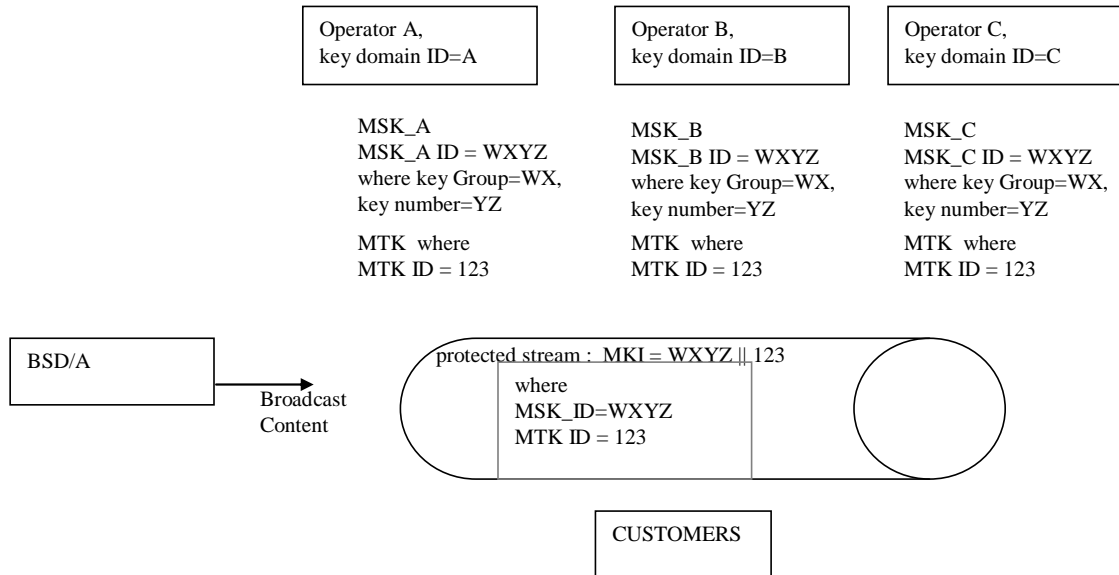 Operator A,
key domain ID=A
Operator B,
key domain ID=B
Operator C,
key domain ID=C
MSK_A
MSK_A ID = WXYZ
where key Group=WX,
key number=YZ
MTK where
MTK ID = 123
MSK_B
MSK_B ID = WXYZ
where key Group=WX,
key number=YZ
MTK where
MTK ID = 123
MSK_C
MSK_C ID = WXYZ
where key Group=WX,
key number=YZ
MTK where
MTK ID = 123
BSD/A
Broadcast
Content
protected stream : MKI = WXYZ || 123
where
MSK_ID=WXYZ
MTK ID = 123
CUSTOMERS